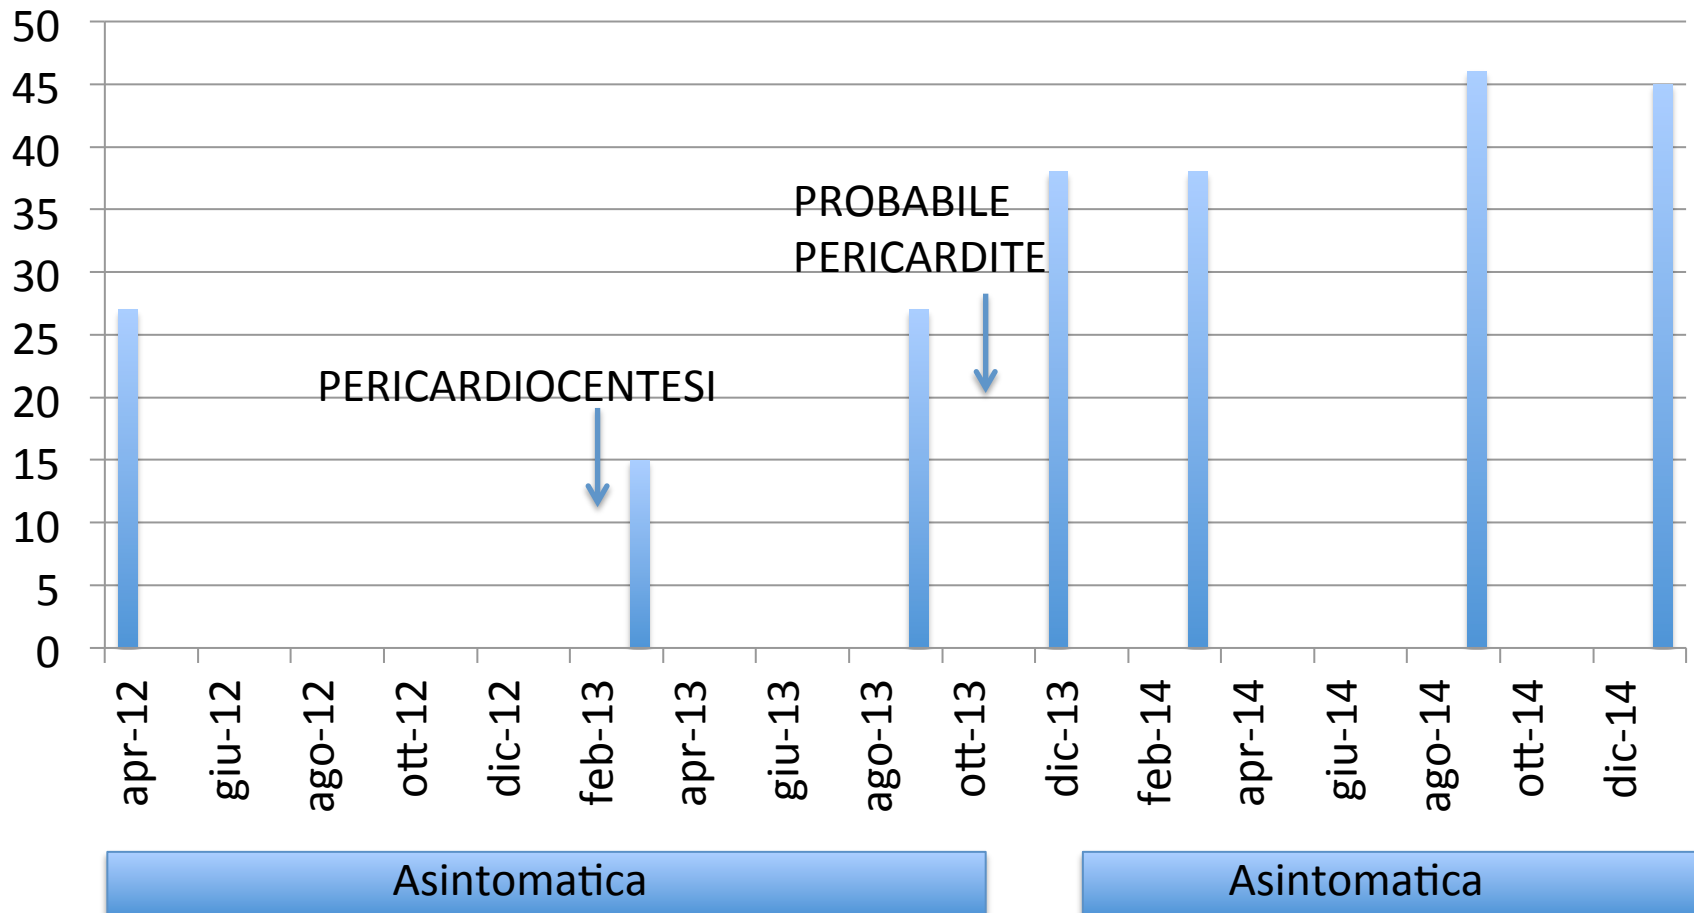 50
45
40
35
30
25
20
15
10
5
0
PROBABILE
PERICARDITE
PERICARDIOCENTESI
apr-12
giu-12
ago-12
ott-12
dic-12
feb-13
apr-13
giu-13
ago-13
ott-13
dic-13
feb-14
apr-14
giu-14
ago-14
ott-14
dic-14
Asintomatica
Asintomatica